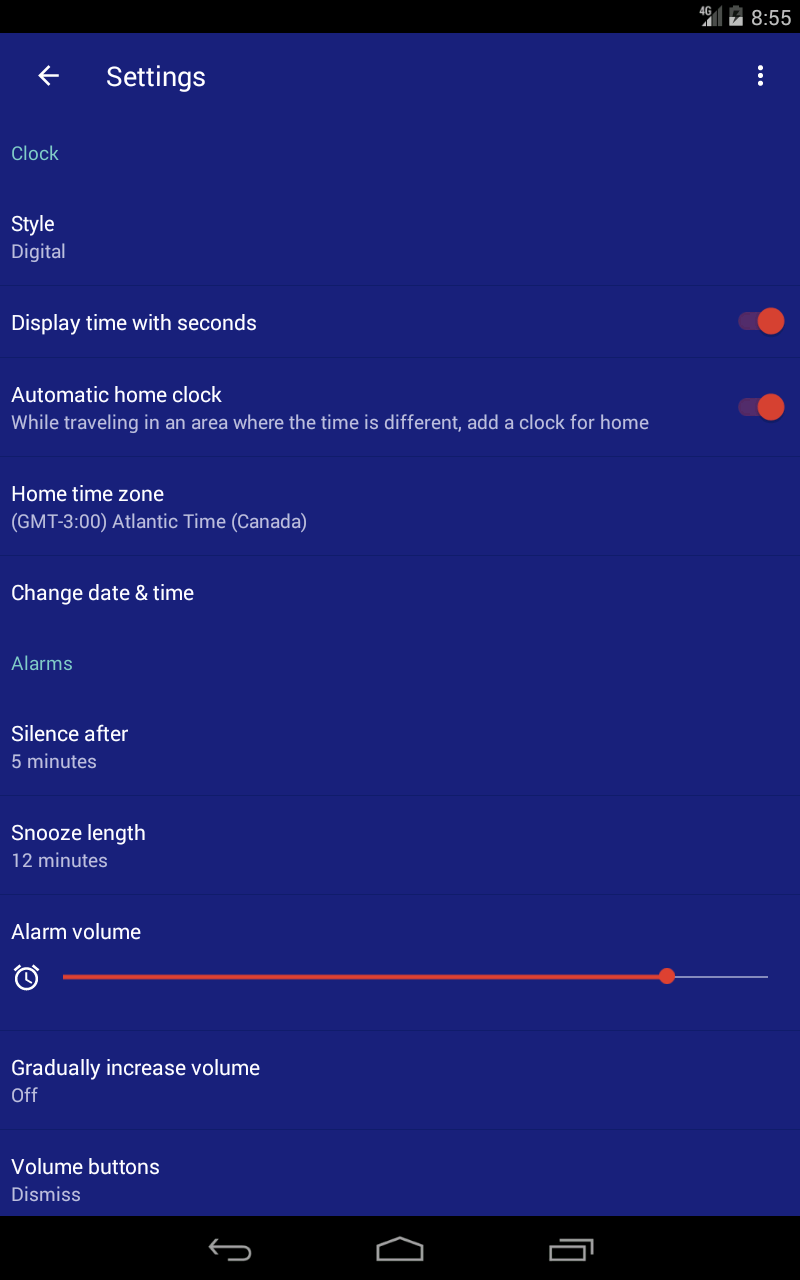 4G 8:55
Settings
Clock
Style
Digital
Display time with seconds
Automatic home clock
While traveling in an area where the time is different, add a clock for home
Home time zone
(GMT-3:00) Atlantic Time (Canada)
Change date & time
Alarms
Silence after
5 minutes
Snooze length
12 minutes
Alarm volume
Gradually increase volume
Off
Volume buttons
Dismiss